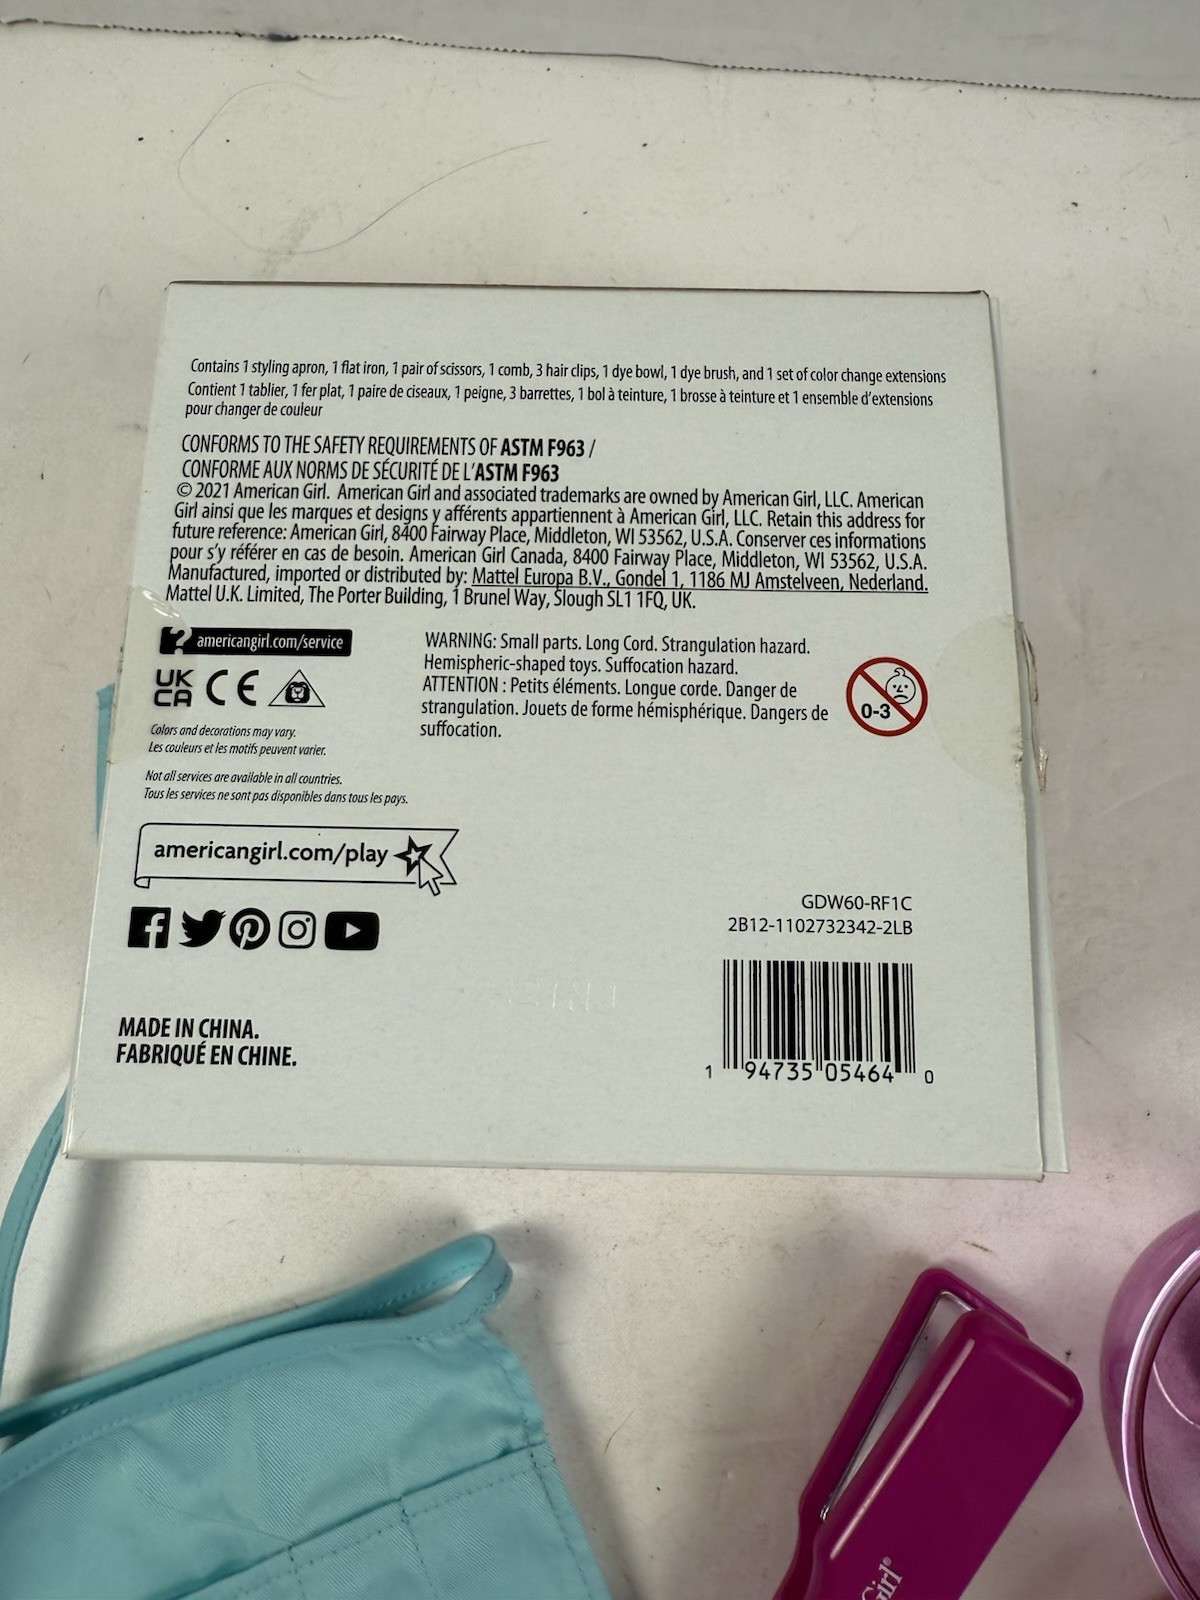 Contains 1 styling apron, 1 flat iron, 1 pair of scissors, 1 comb, 3 hair clips, 1 dye bowl, 1 dye brush, and 1 set of color change extensions
Contient 1 tablier, 1 fer plat, 1 paire de ciseaux, 1 peigne, 3 barrettes, 1 bol à teinture, 1 brosse à teinture et 1 ensemble d'extensions
pour changer de couleur
CONFORMS TO THE SAFETY REQUIREMENTS OF ASTM F963 /
CONFORME AUX NORMS DE SÉCURITÉ DE L'ASTM F963
© 2021 American Girl. American Girl and associated trademarks are owned by American Girl, LLC. American
Girl ainsi que les marques et designs y afférents appartiennent à American Girl, LLC. Retain this address for
future reference: American Girl, 8400 Fairway Place, Middleton, WI 53562, U.S.A. Conserver ces informations
pour s'y référer en cas de besoin. American Girl Canada, 8400 Fairway Place, Middleton, WI 53562, U.S.A.
Manufactured, imported or distributed by: Mattel Europa B.V., Gondel 1, 1186 MJ Amstelveen, Nederland.
Mattel U.K. Limited, The Porter Building, 1 Brunel Way, Slough SL1 1FQ, UK.
? americangirl.com/service
UK
CA CE
Colors and decorations may vary.
Les couleurs et les motifs peuvent varier.
Not all services are available in all countries.
Tous les services ne sont pas disponibles dans tous les pays.
WARNING: Small parts. Long Cord. Strangulation hazard.
Hemispheric-shaped toys. Suffocation hazard.
ATTENTION : Petits éléments. Longue corde. Danger de
strangulation. Jouets de forme hémisphérique. Dangers de
suffocation.
0-3
americangirl.com/play
GDW60-RF1C
2B12-1102732342-2LB
MADE IN CHINA.
FABRIQUÉ EN CHINE.
1 94735 05464 0
Girl®